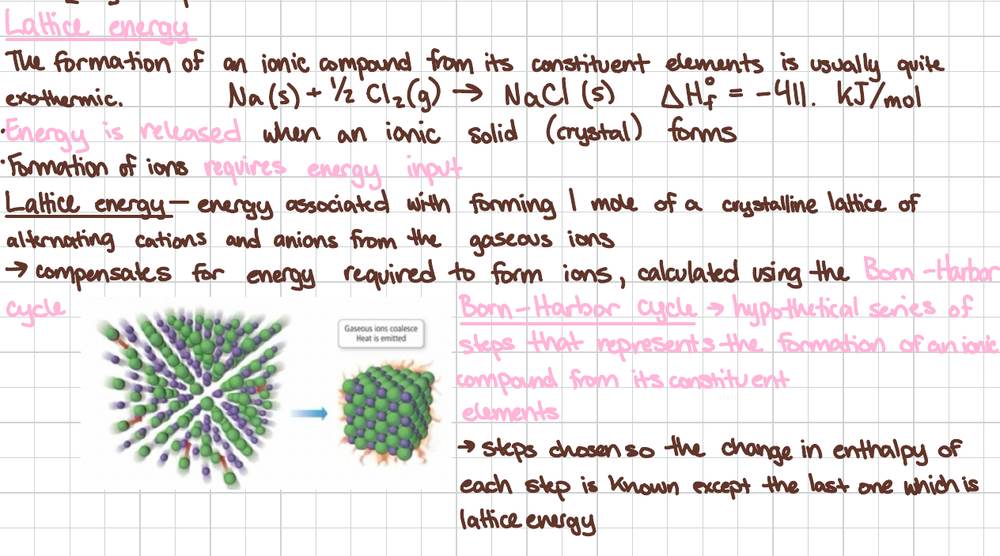 Lattice energy
The formation of an ionic compound from its constituent elements is usually quite
exothermic. Na(s) + ½ Cl₂(g) → NaCl (s) ΔH°f = -411. kJ/mol
·Energy is released when an ionic solid (crystal) forms
·Formation of ions requires energy input
Lattice energy — energy associated with forming 1 mole of a crystalline lattice of
alternating cations and anions from the gaseous ions
→ compensates for energy required to form ions, calculated using the Born-Harbor
cycle
Gaseous ions coalesce
Heat is emitted
Born-Harbor cycle → hypothetical series of
steps that represents the formation of an ionic
compound from its constituent
elements
→ steps chosen so the change in enthalpy of
each step is known except the last one which is
lattice energy